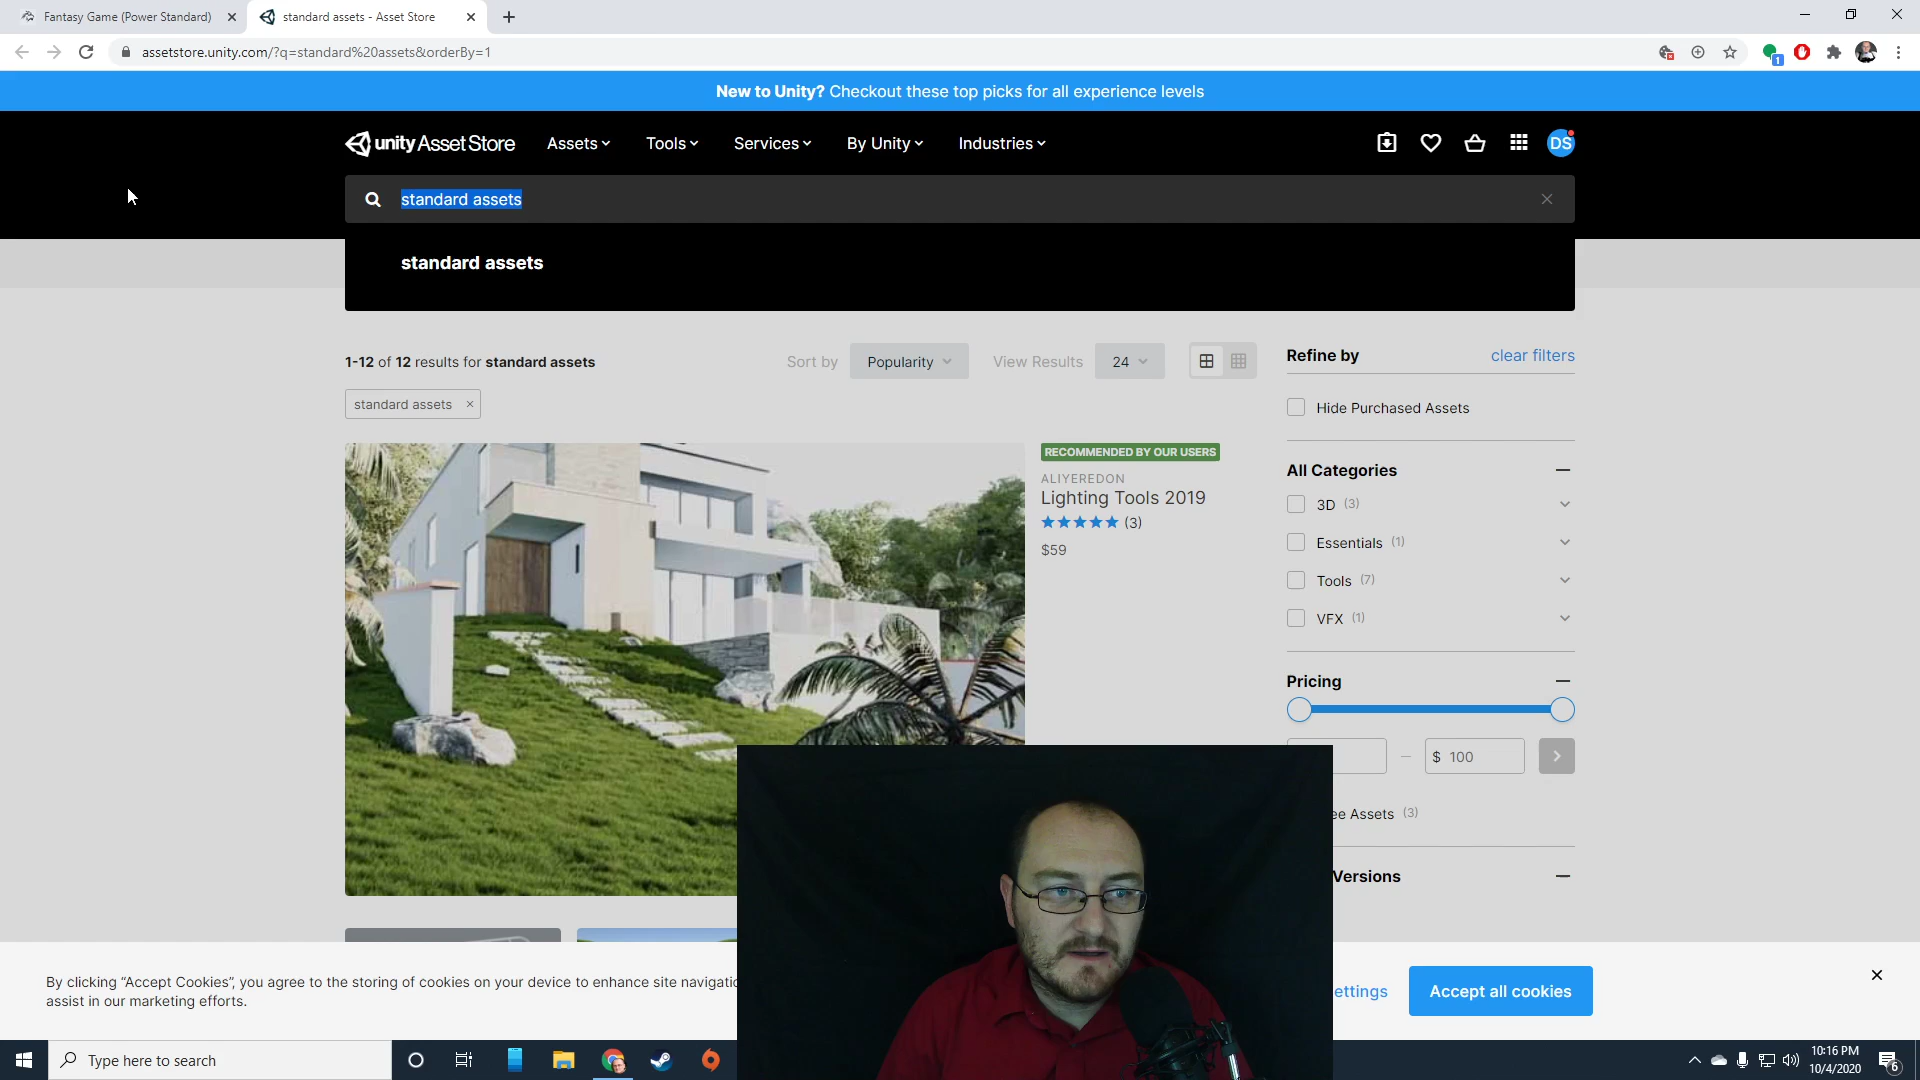 Fantasy Game (Power Standard)
standard assets - Asset Store
assetstore.unity.com/?q=standard%20assets&orderBy=1
1
New to Unity? Checkout these top picks for all experience levels
unity Asset Store
Assets
Tools
Services
By Unity
Industries
DS
standard assets
standard assets
1-12 of 12 results for standard assets
Sort by
Popularity
View Results
24
standard assets ×
RECOMMENDED BY OUR USERS
ALIYEREDON
Lighting Tools 2019
(3)
$59
Refine by
clear filters
Hide Purchased Assets
All Categories
3D (3)
Essentials (1)
Tools (7)
VFX (1)
Pricing
$ 100
ee Assets (3)
Versions
By clicking “Accept Cookies”, you agree to the storing of cookies on your device to enhance site navigatio
assist in our marketing efforts.
ettings
Accept all cookies
Type here to search
10:16 PM
10/4/2020
6